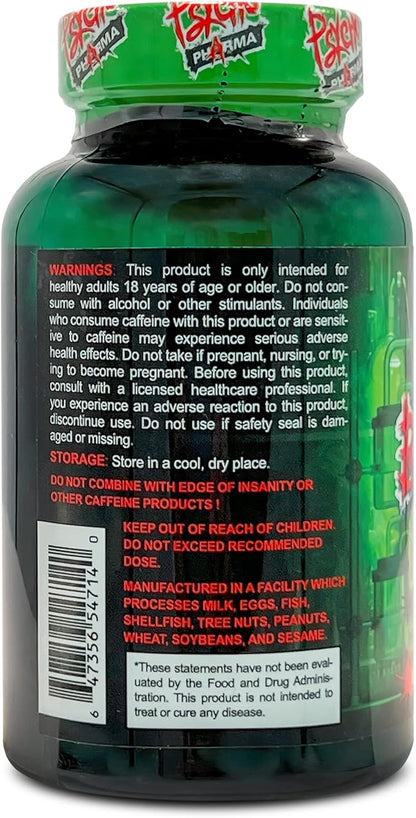 PSYCHO
PHARMA
WARNINGS: This product is only intended for
healthy adults 18 years of age or older. Do not con-
sume with alcohol or other stimulants. Individuals
who consume caffeine with this product or are sensit-
ive to caffeine may experience serious adverse
health effects. Do not take if pregnant, nursing, or try-
ing to become pregnant. Before using this product,
consult with a licensed healthcare professional. If
you experience an adverse reaction to this product,
discontinue use. Do not use if safety seal is dam-
aged or missing.
STORAGE: Store in a cool, dry place.
DO NOT COMBINE WITH EDGE OF INSANITY OR
OTHER CAFFEINE PRODUCTS !
KEEP OUT OF REACH OF CHILDREN.
DO NOT EXCEED RECOMMENDED
DOSE.
MANUFACTURED IN A FACILITY WHICH
PROCESSES MILK, EGGS, FISH,
SHELLFISH, TREE NUTS, PEANUTS,
WHEAT, SOYBEANS, AND SESAME.
*These statements have not been eval-
uated by the Food and Drug Adminis-
tration. This product is not intended to
treat or cure any disease.
6 47356 54714 0